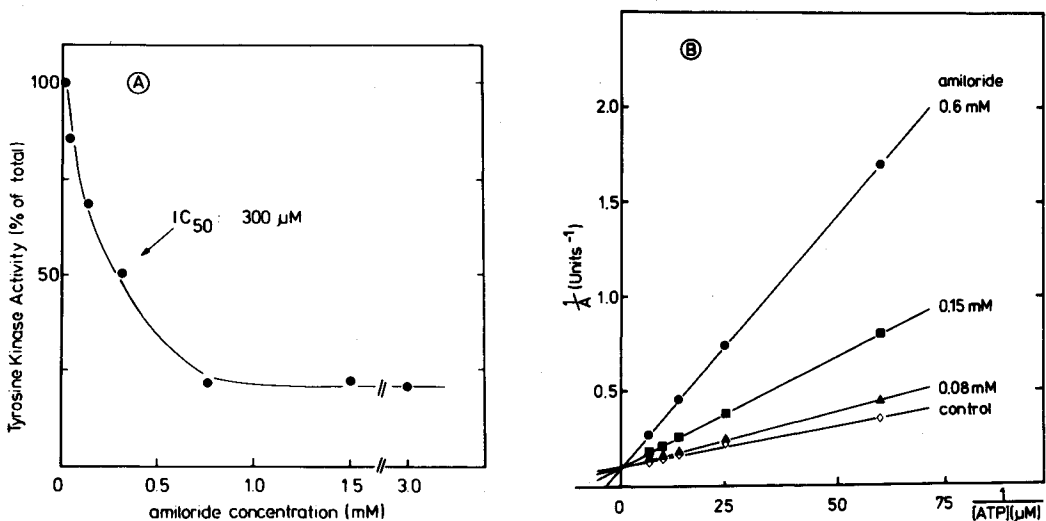 A
100
50
Tyrosine Kinase Activity (% of total)
IC50 : 300 µM
0 0.5 1.0 1.5 3.0
amiloride concentration (mM)
B
2.0
1.5
1.0
0.5
1/A (Units-1)
amiloride
0.6 mM
0.15 mM
0.08 mM
control
0 25 50 75
1/[ATP](µM)